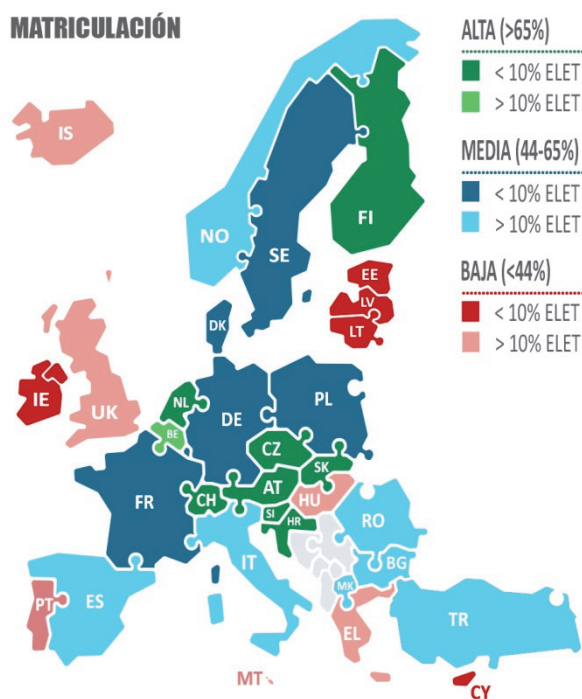 MATRICULACIÓN
ALTA (>65%)
< 10% ELET
> 10% ELET
MEDIA (44-65%)
< 10% ELET
> 10% ELET
BAJA (<44%)
< 10% ELET
> 10% ELET
IS
NO
SE
FI
EE
LV
LT
DK
IE
UK
NL
BE
DE
PL
CZ
SK
FR
CH
AT
HU
SI
HR
RO
IT
BG
MK
PT
ES
TR
EL
MT
CY